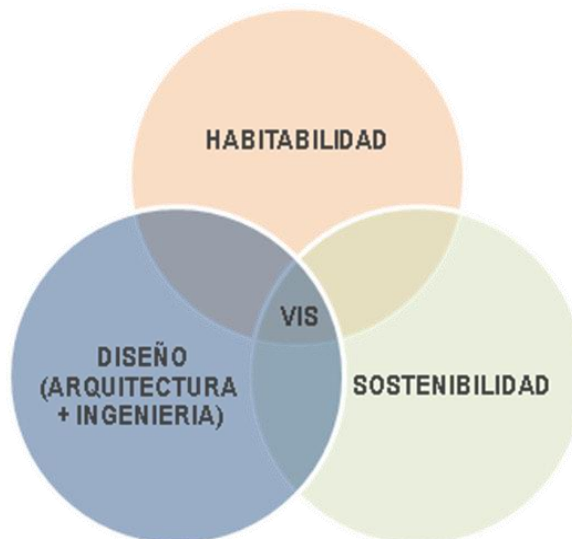 HABITABILIDAD
VIS
DISEÑO
(ARQUITECTURA
+ INGENIERIA)
SOSTENIBILIDAD